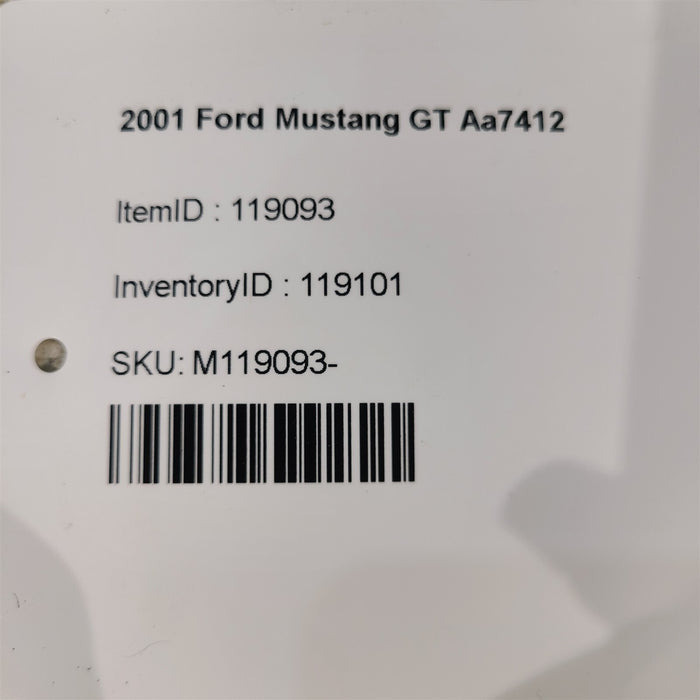 2001 Ford Mustang GT Aa7412
ItemID : 119093
InventoryID : 119101
SKU: M119093-